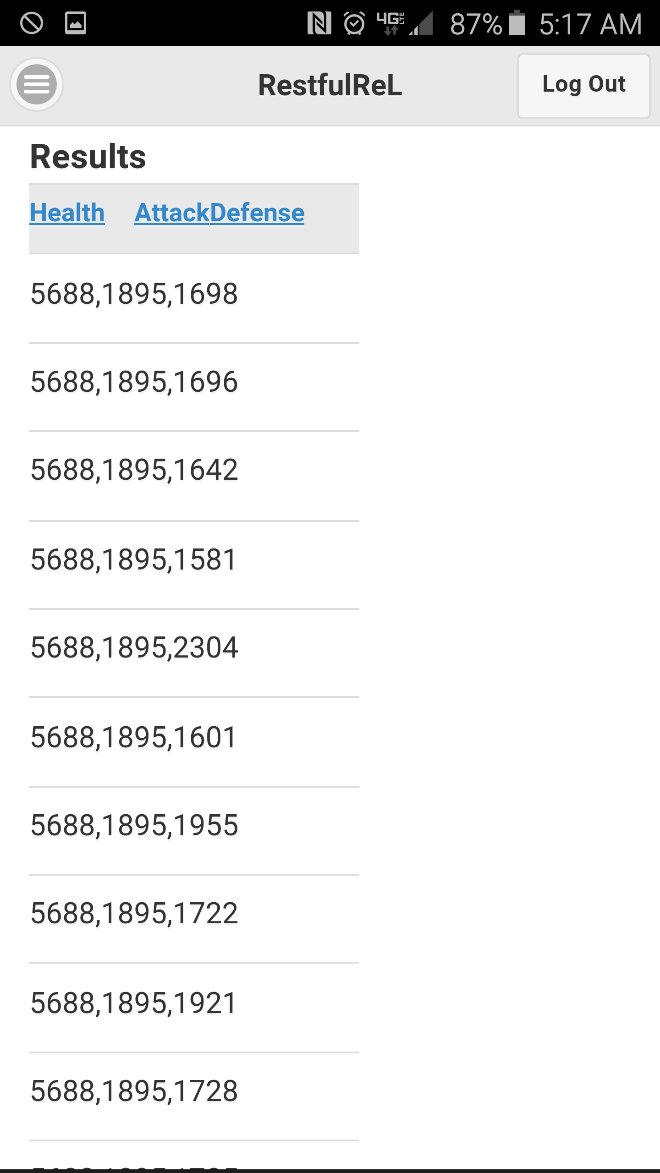 4G 87% 5:17 AM
RestfulReL
Log Out
Results
Health AttackDefense
5688,1895,1698
5688,1895,1696
5688,1895,1642
5688,1895,1581
5688,1895,2304
5688,1895,1601
5688,1895,1955
5688,1895,1722
5688,1895,1921
5688,1895,1728